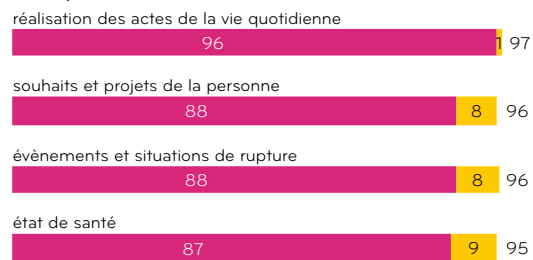 réalisation des actes de la vie quotidienne
96 1 97
souhaits et projets de la personne
88 8 96
évènements et situations de rupture
88 8 96
état de santé
87 9 95